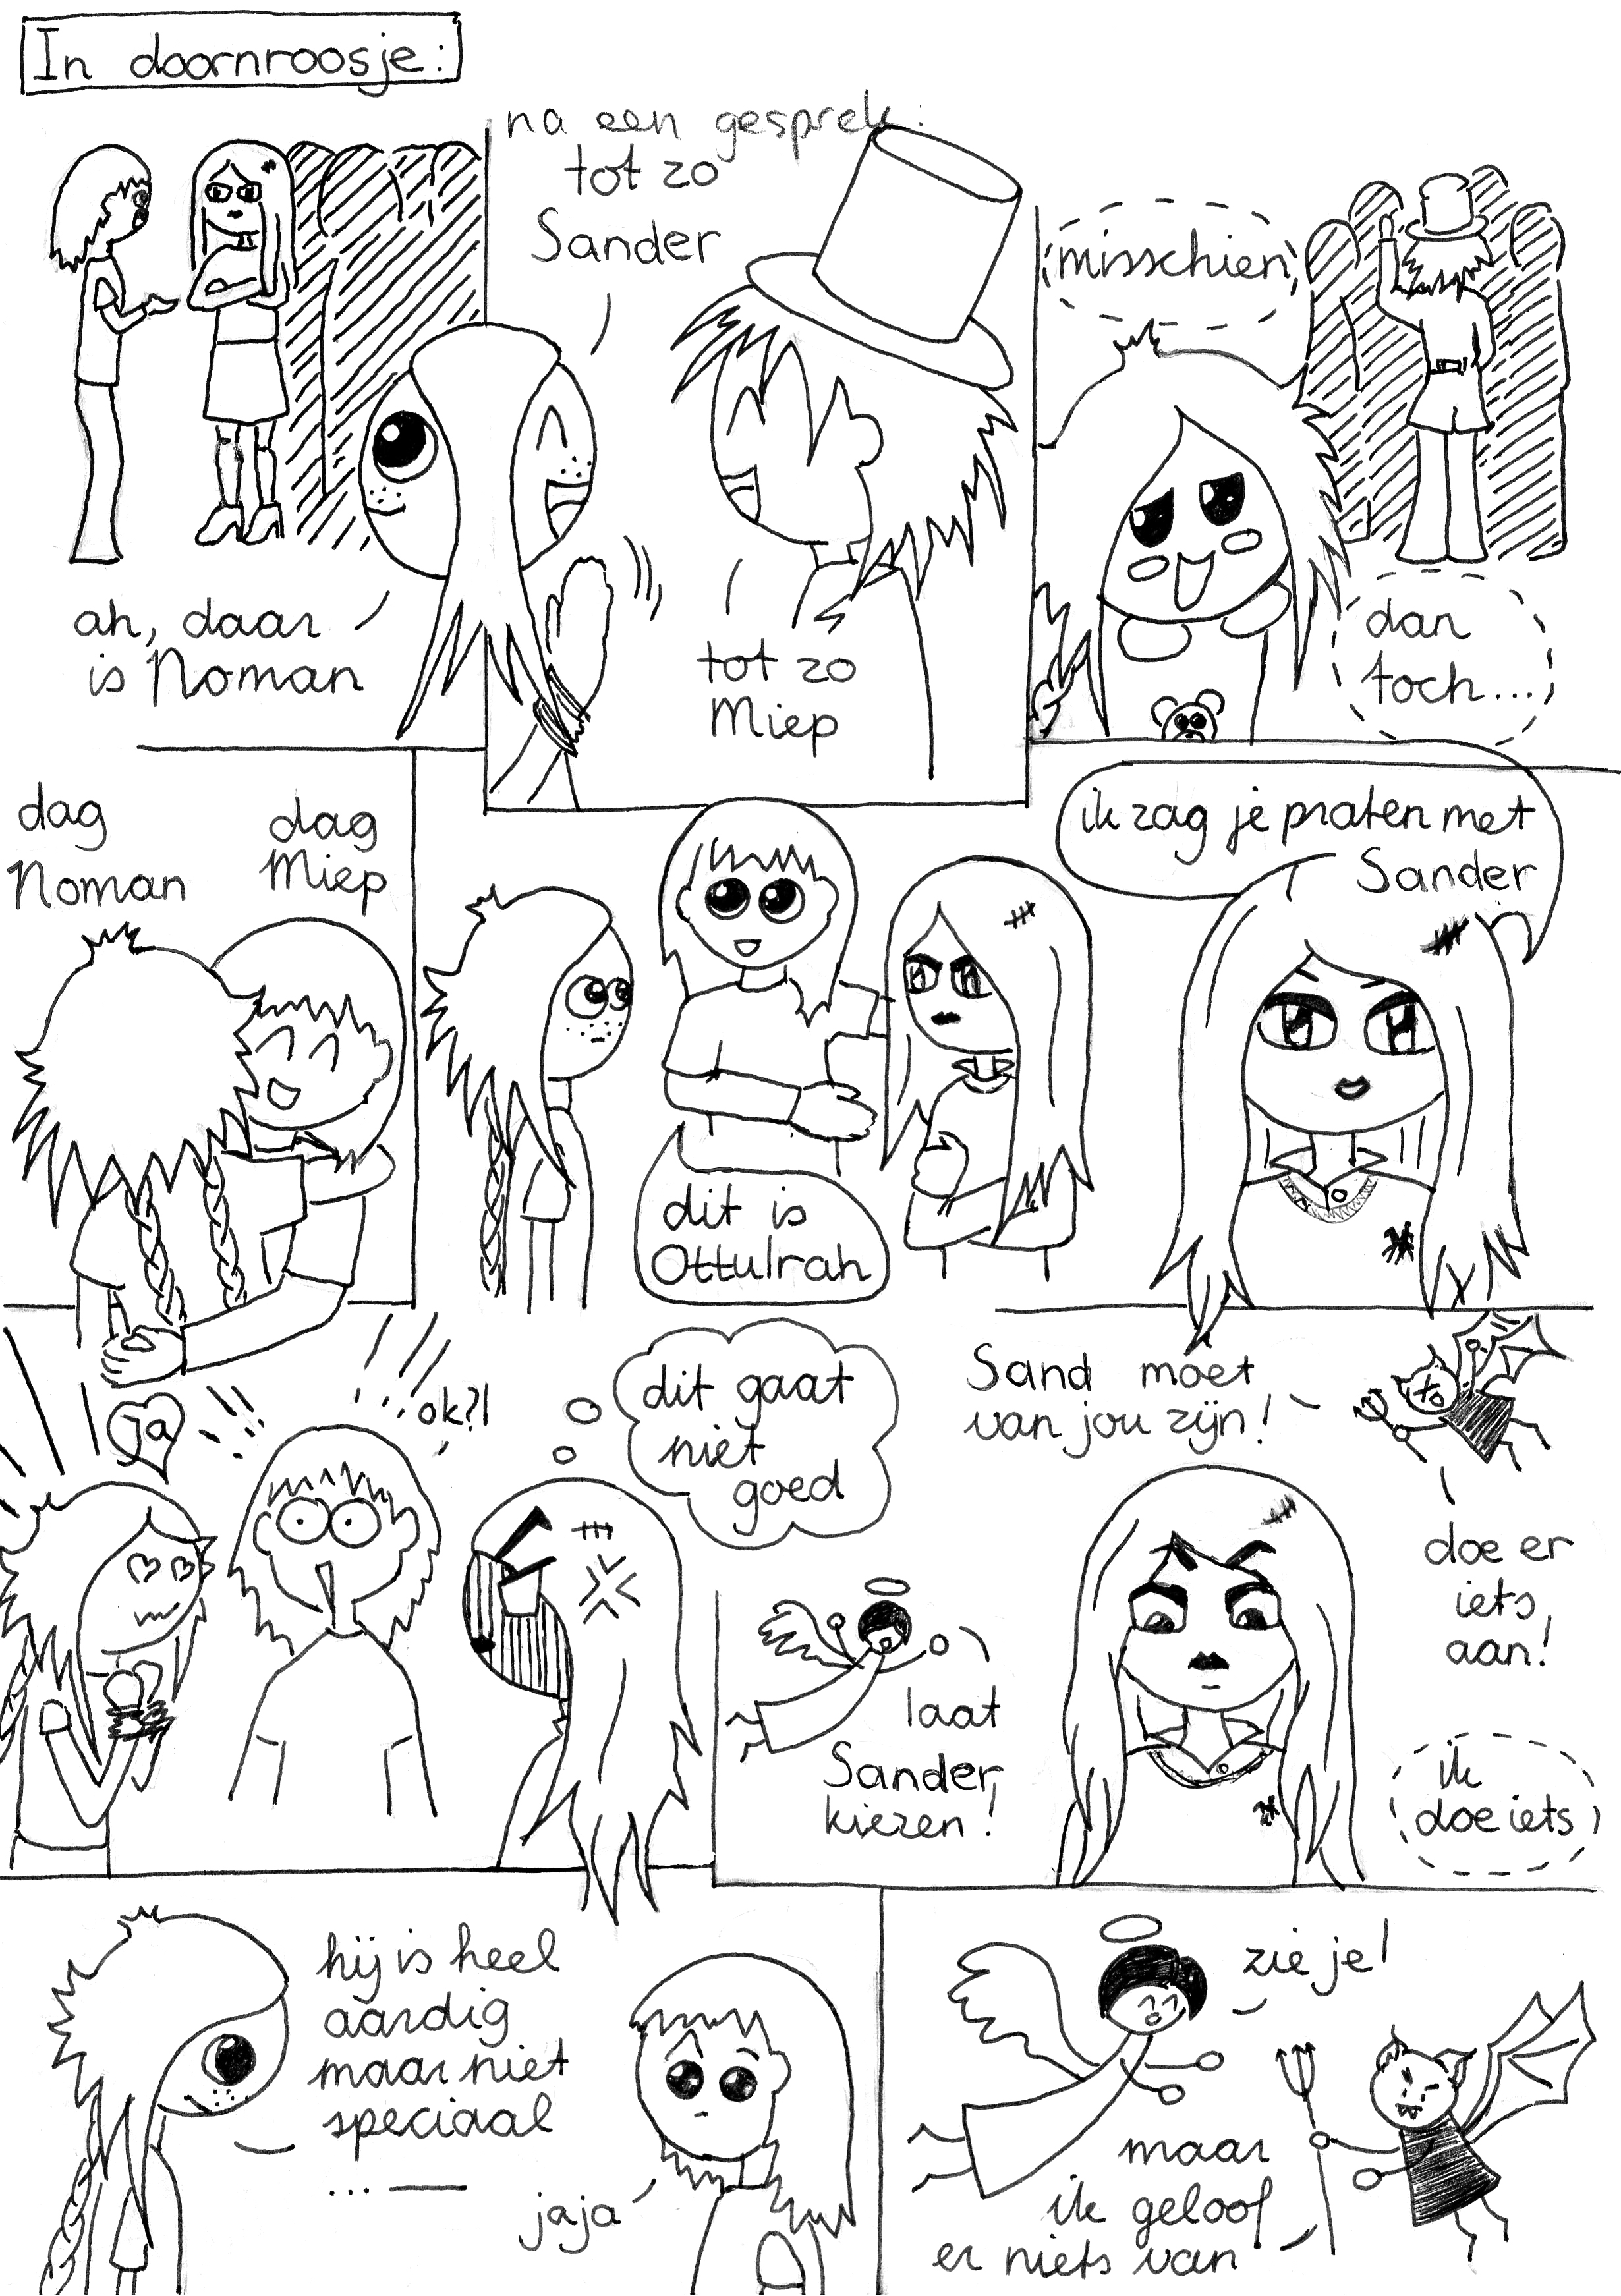 In doornroosje:
ah, daar
is Noman
na een gesprek:
tot zo
Sander
tot zo
Miep
misschien
dan
toch...
dag
Noman
dag
Miep
dit is
Ottulrah
ik zag je praten met
Sander
ja
ok?!
dit gaat
niet
goed
Sand moet
van jou zijn!
doe er
iets
aan!
laat
Sander
kiezen!
ik
doe iets
hij is heel
aardig
maar niet
speciaal
... —
jaja
zie je!
maar
ik geloof
er niets van